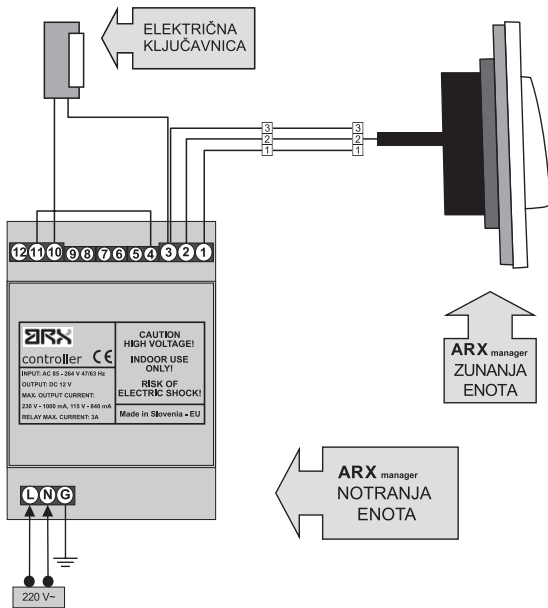 ELEKTRIČNA
KLJUČAVNICA
3
2
1
3
2
1
12 11 10 9 8 7 6 5 4 3 2 1
ARX
controller CE
INPUT: AC 85 - 264 V 47/63 Hz
OUTPUT: DC 12 V
MAX. OUTPUT CURRENT:
230 V - 1000 mA, 115 V - 840 mA
RELAY MAX. CURRENT: 3A
CAUTION
HIGH VOLTAGE!
INDOOR USE
ONLY!
RISK OF
ELECTRIC SHOCK!
Made in Slovenia - EU
ARX manager
ZUNANJA
ENOTA
ARX manager
NOTRANJA
ENOTA
L N G
220 V~